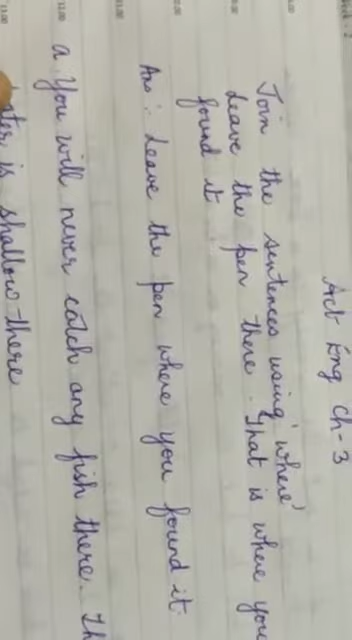 Act Eng Ch-3
Join the sentences using 'where'
Leave the pen there. That is where you
found it
Ans:- Leave the pen where you found it.
a. You will never catch any fish there. Th
ater is shallow there